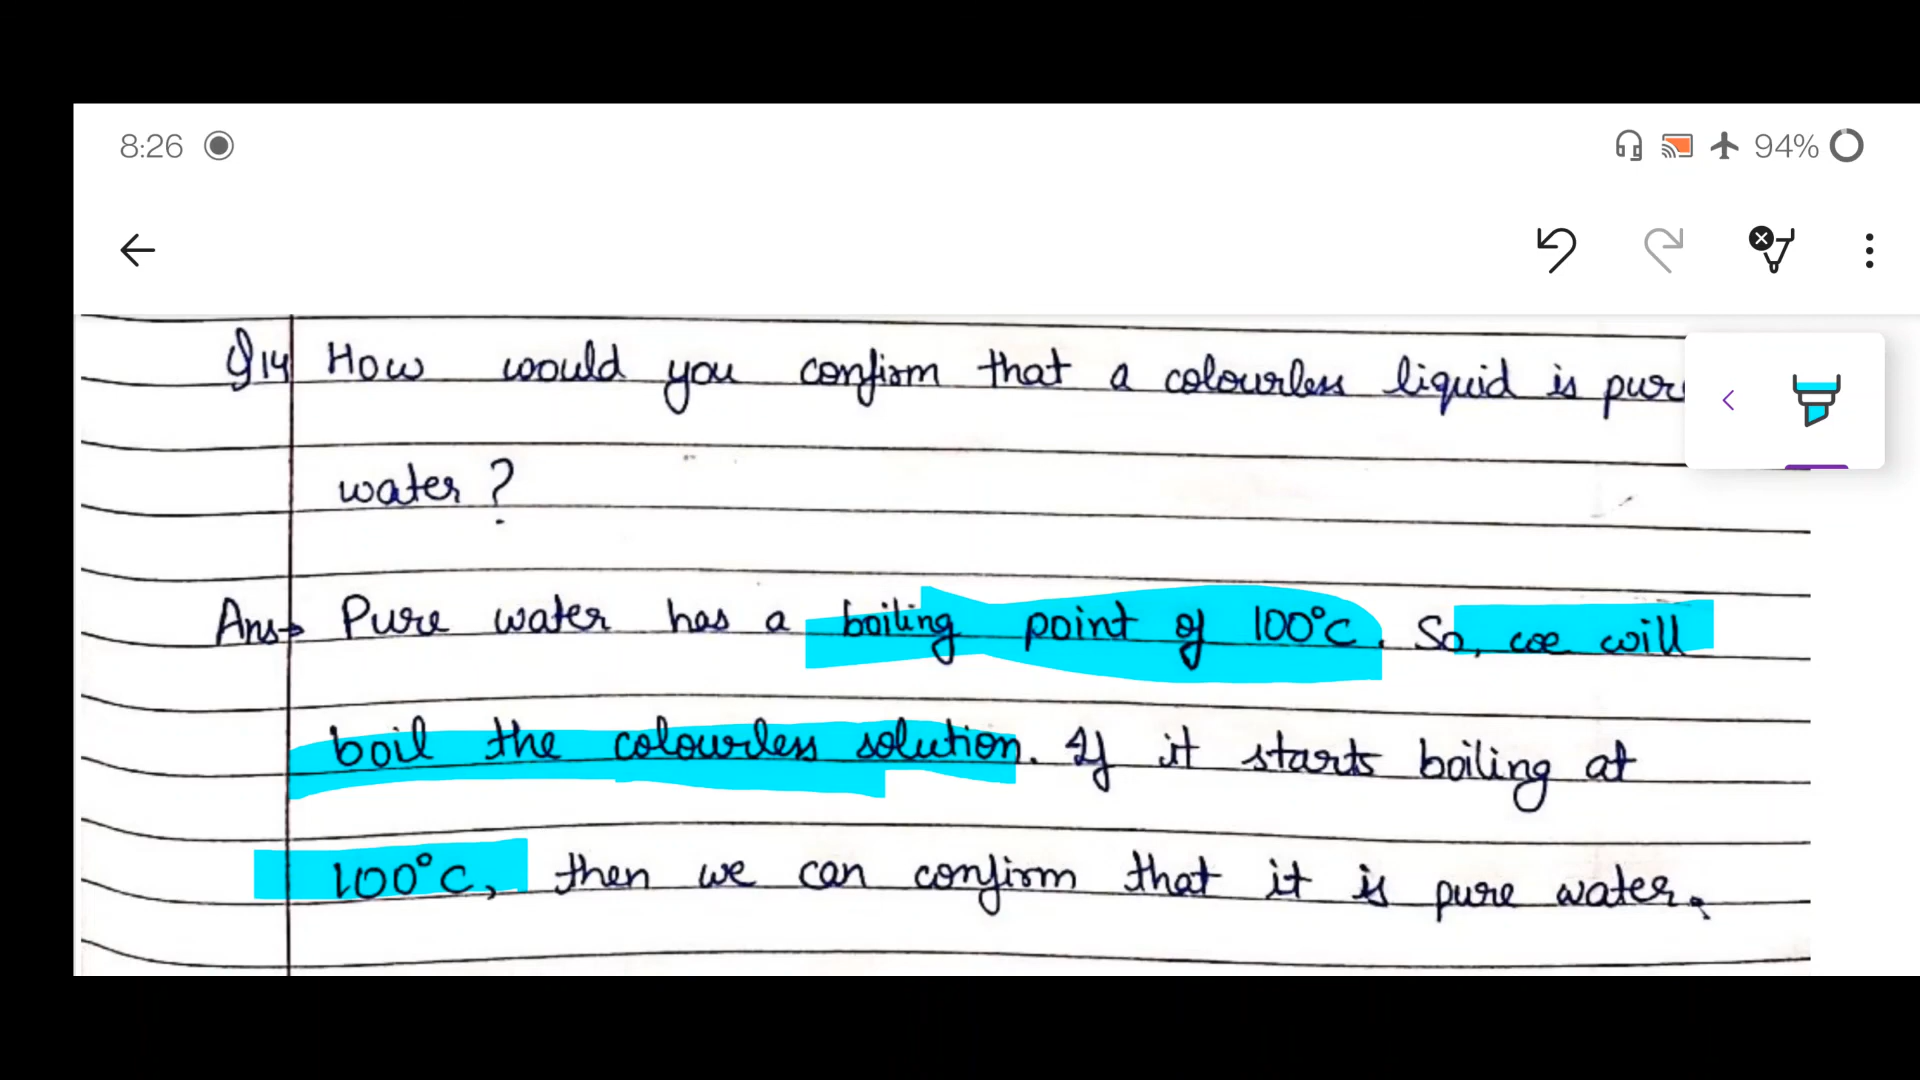 8:26 94%
Q14 How would you confirm that a colourless liquid is pur
water ?
Ans→ Pure water has a boiling point of 100°C. So, we will
boil the colourless solution. If it starts boiling at
100°C, then we can confirm that it is pure water.